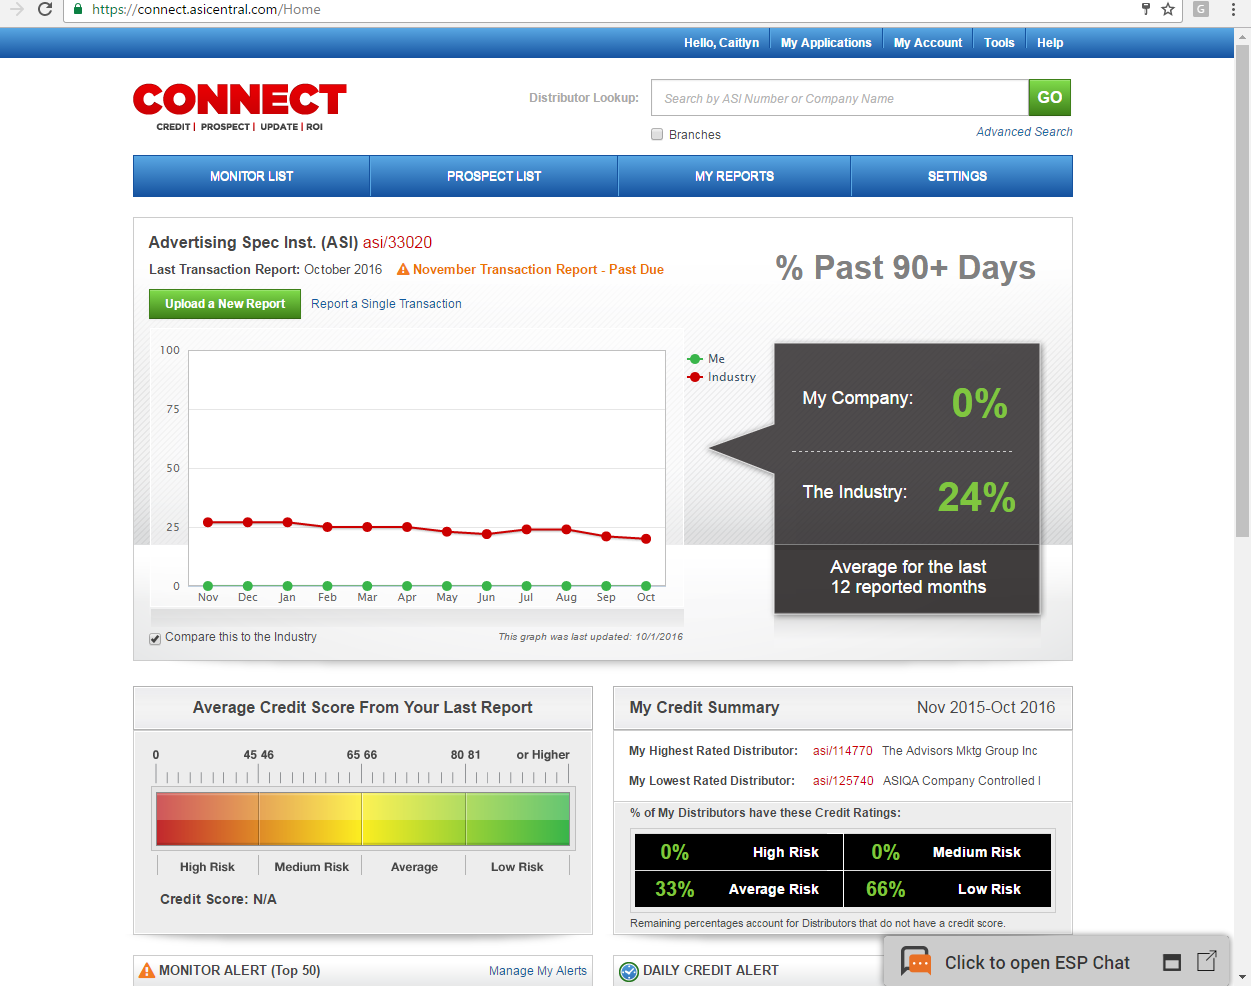 https://connect.asicentral.com/Home
G
Hello, Caitlyn My Applications My Account Tools Help
CONNECT
CREDIT | PROSPECT | UPDATE | ROI
Distributor Lookup: Search by ASI Number or Company Name GO
Branches Advanced Search
MONITOR LIST PROSPECT LIST MY REPORTS SETTINGS
Advertising Spec Inst. (ASI) asi/33020
Last Transaction Report: October 2016 November Transaction Report - Past Due
Upload a New Report Report a Single Transaction
100
75
50
25
0
Nov Dec Jan Feb Mar Apr May Jun Jul Aug Sep Oct
Me
Industry
Compare this to the Industry This graph was last updated: 10/1/2016
% Past 90+ Days
My Company: 0%
The Industry: 24%
Average for the last
12 reported months
Average Credit Score From Your Last Report
0 45 46 65 66 80 81 or Higher
High Risk Medium Risk Average Low Risk
Credit Score: N/A
My Credit Summary Nov 2015-Oct 2016
My Highest Rated Distributor: asi/114770 The Advisors Mktg Group Inc
My Lowest Rated Distributor: asi/125740 ASIQA Company Controlled I
% of My Distributors have these Credit Ratings:
0% High Risk 0% Medium Risk
33% Average Risk 66% Low Risk
Remaining percentages account for Distributors that do not have a credit score.
MONITOR ALERT (Top 50) Manage My Alerts
DAILY CREDIT ALERT
Click to open ESP Chat